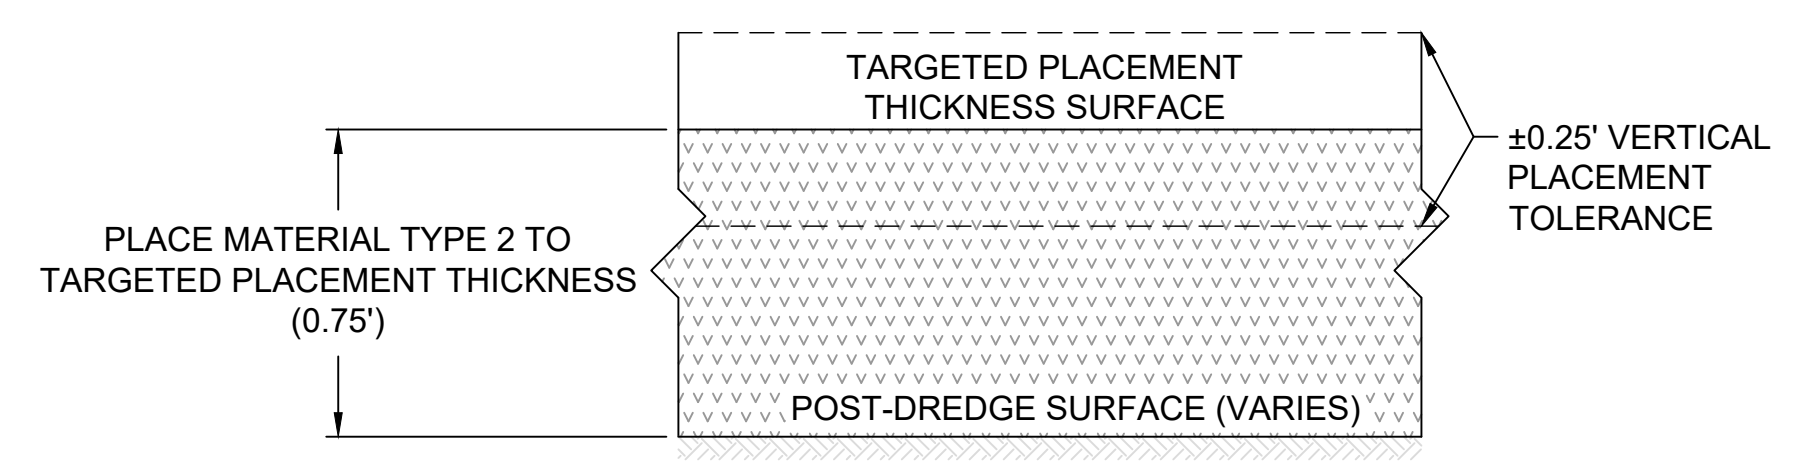 TARGETED PLACEMENT
THICKNESS SURFACE
±0.25' VERTICAL
PLACEMENT
TOLERANCE
PLACE MATERIAL TYPE 2 TO
TARGETED PLACEMENT THICKNESS
(0.75')
POST-DREDGE SURFACE (VARIES)